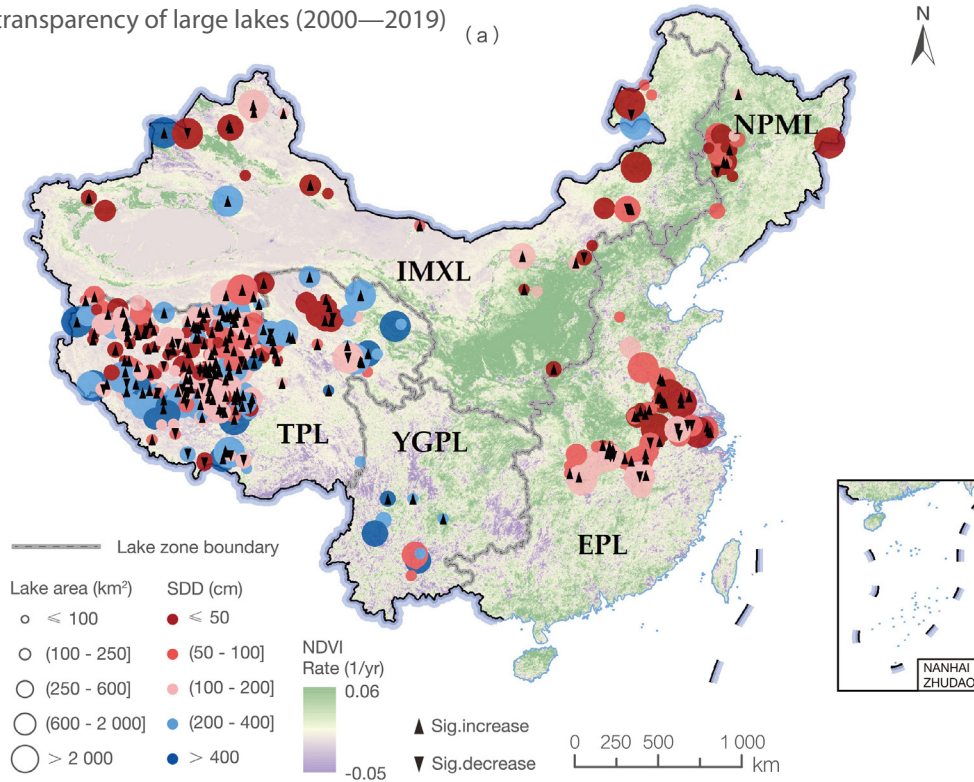 transparency of large lakes (2000—2019)
(a)
N
NPML
IMXL
TPL
YGPL
EPL
Lake zone boundary
Lake area (km²)
≤ 100
(100 - 250]
(250 - 600]
(600 - 2 000]
> 2 000
SDD (cm)
≤ 50
(50 - 100]
(100 - 200]
(200 - 400]
> 400
NDVI
Rate (1/yr)
0.06
-0.05
Sig.increase
Sig.decrease
0 250 500 1 000
km
NANHAI
ZHUDAO